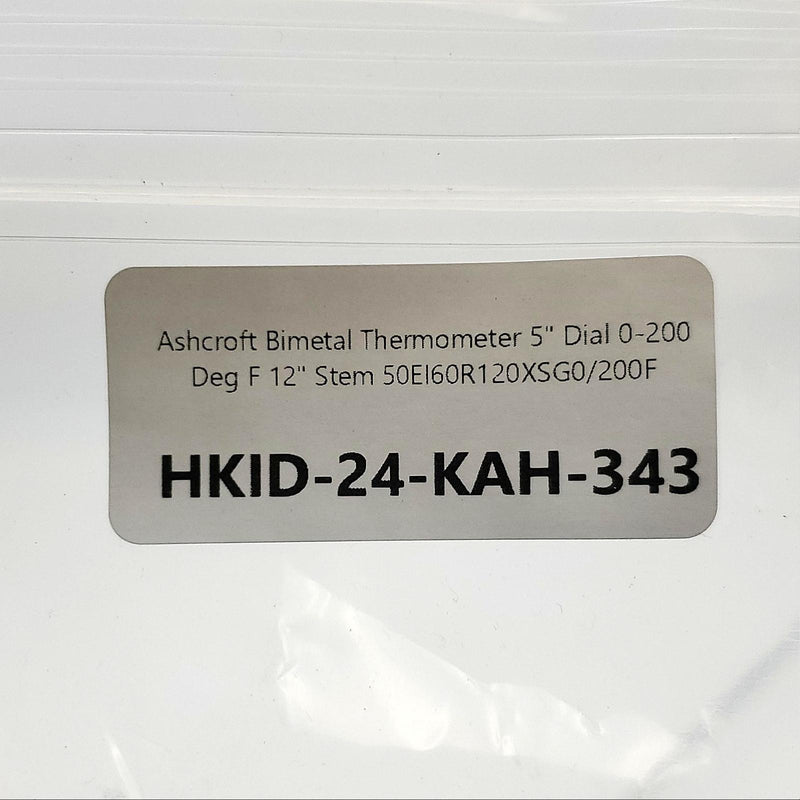 Ashcroft Bimetal Thermometer 5" Dial 0-200
Deg F 12" Stem 50EI60R120XSG0/200F
HKID-24-KAH-343